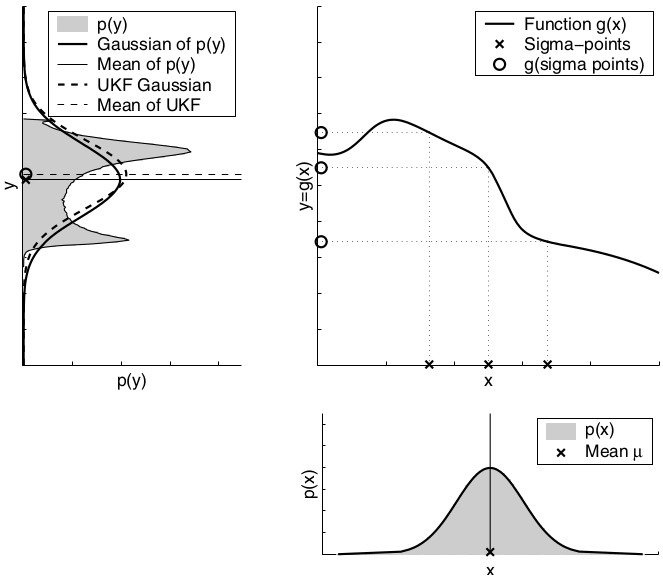 p(y)
Gaussian of p(y)
Mean of p(y)
UKF Gaussian
Mean of UKF
y
p(y)
Function g(x)
Sigma−points
g(sigma points)
y=g(x)
x
p(x)
Mean μ
p(x)
x